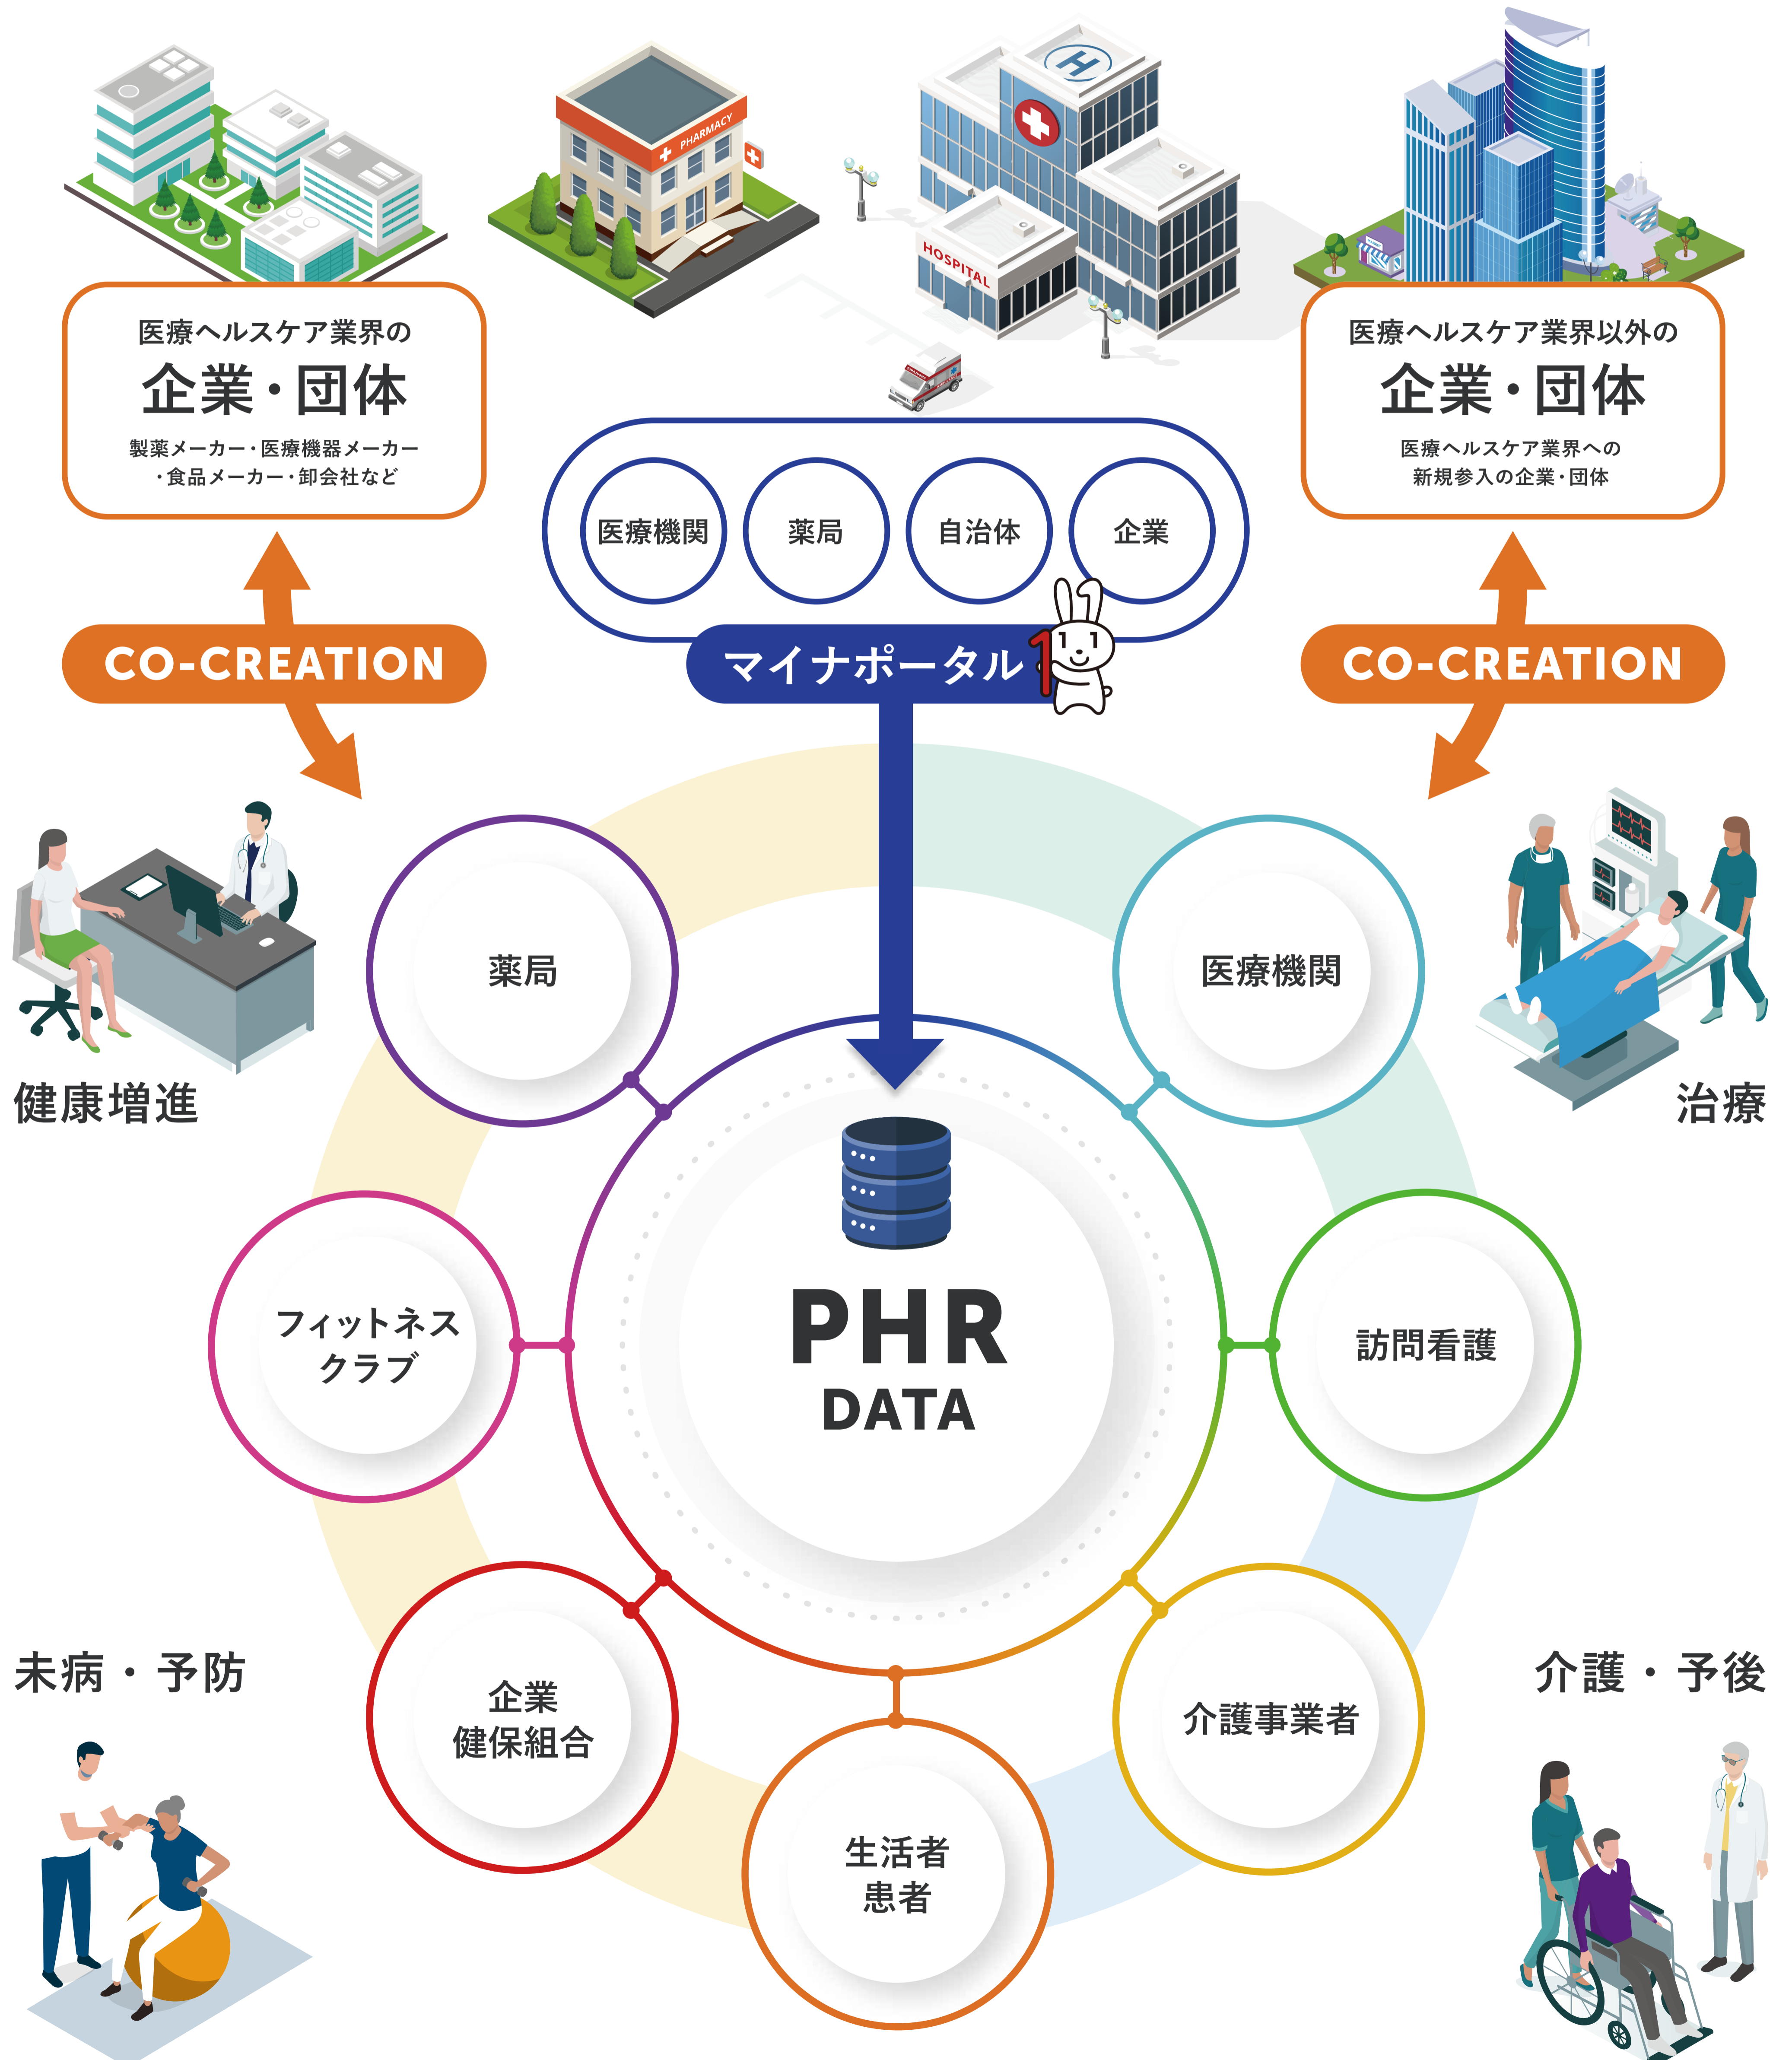 PHARMACY
H
HOSPITAL
医療ヘルスケア業界の
企業・団体
製薬メーカー・医療機器メーカー
・食品メーカー・卸会社など
医療ヘルスケア業界以外の
企業・団体
医療ヘルスケア業界への
新規参入の企業・団体
医療機関
薬局
自治体
企業
CO-CREATION
マイナポータル
1
CO-CREATION
薬局
医療機関
健康増進
治療
PHR
DATA
フィットネス
クラブ
訪問看護
未病・予防
介護・予後
企業
健保組合
介護事業者
生活者
患者